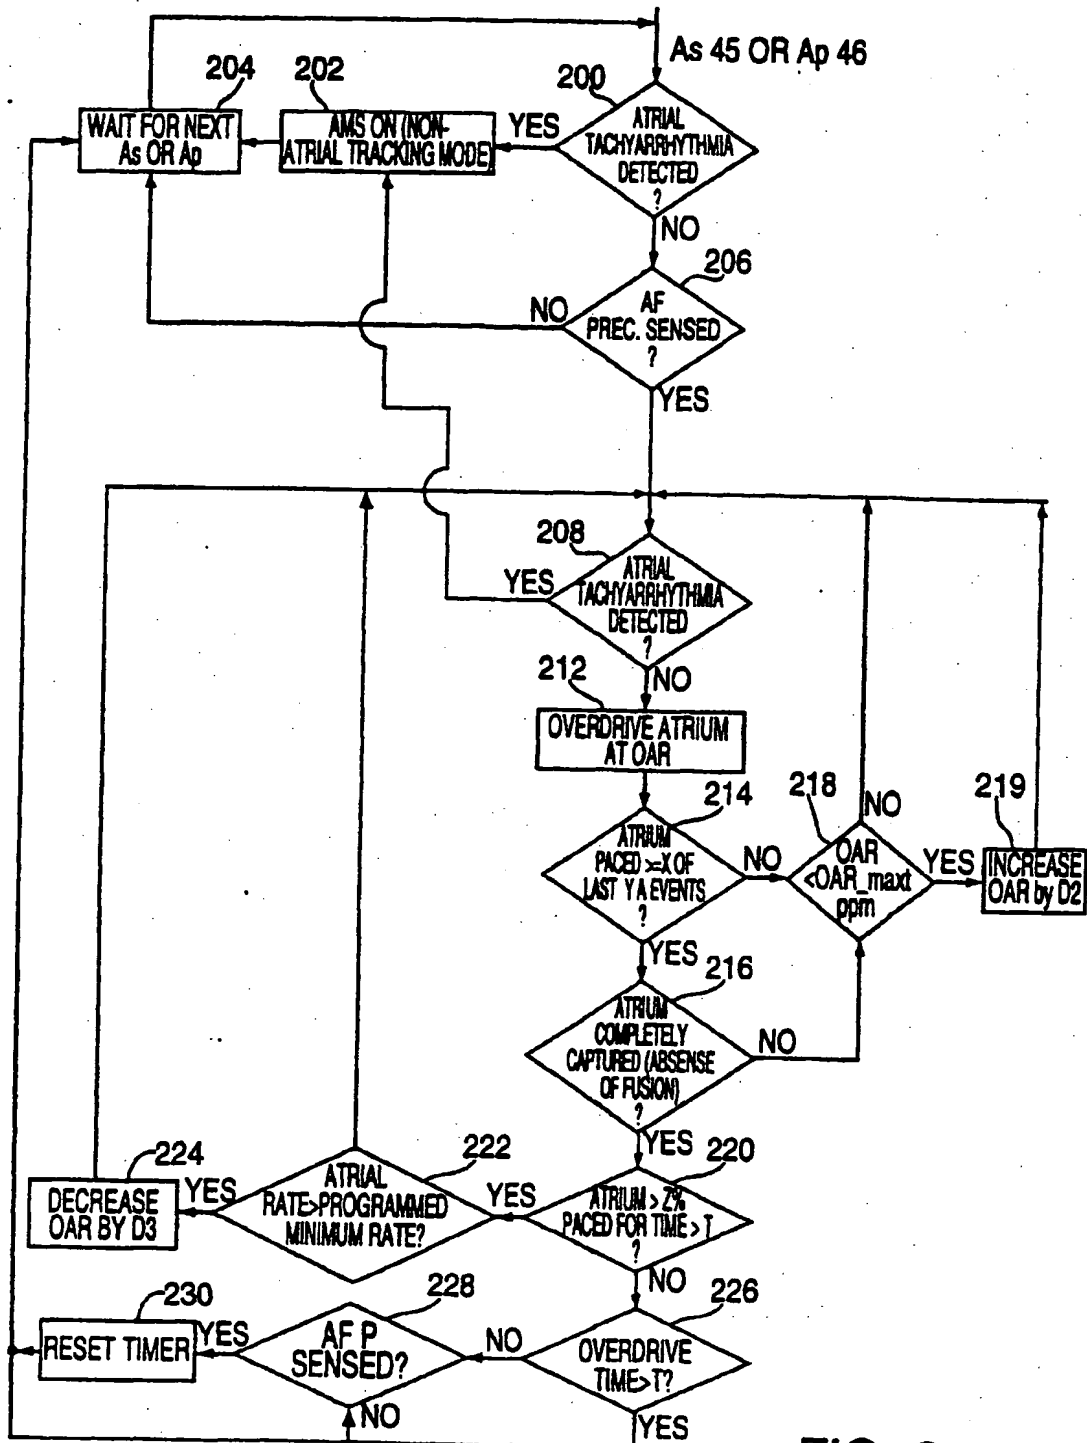 As 45 OR Ap 46
204
202
200
WAIT FOR NEXT
As OR Ap
AMS ON (NON-
ATRIAL TRACKING MODE)
YES
ATRIAL
TACHYARRHYTHMIA
DETECTED
?
NO
206
NO
AF
PREC. SENSED
?
YES
208
YES
ATRIAL
TACHYARRHYTHMIA
DETECTED
?
NO
212
OVERDRIVE ATRIUM
AT OAR
214
ATRIUM
PACED >=X OF
LAST Y A EVENTS
?
NO
218
OAR
<OAR_maxt
ppm
NO
YES
219
INCREASE
OAR by D2
YES
216
ATRIUM
COMPLETELY
CAPTURED (ABSENSE
OF FUSION)
?
NO
YES
224
DECREASE
OAR BY D3
YES
222
ATRIAL
RATE>PROGRAMMED
MINIMUM RATE?
YES
220
ATRIUM > Z%
PACED FOR TIME > T
?
NO
230
RESET TIMER
YES
228
AF P
SENSED?
NO
NO
226
OVERDRIVE
TIME>T?
YES